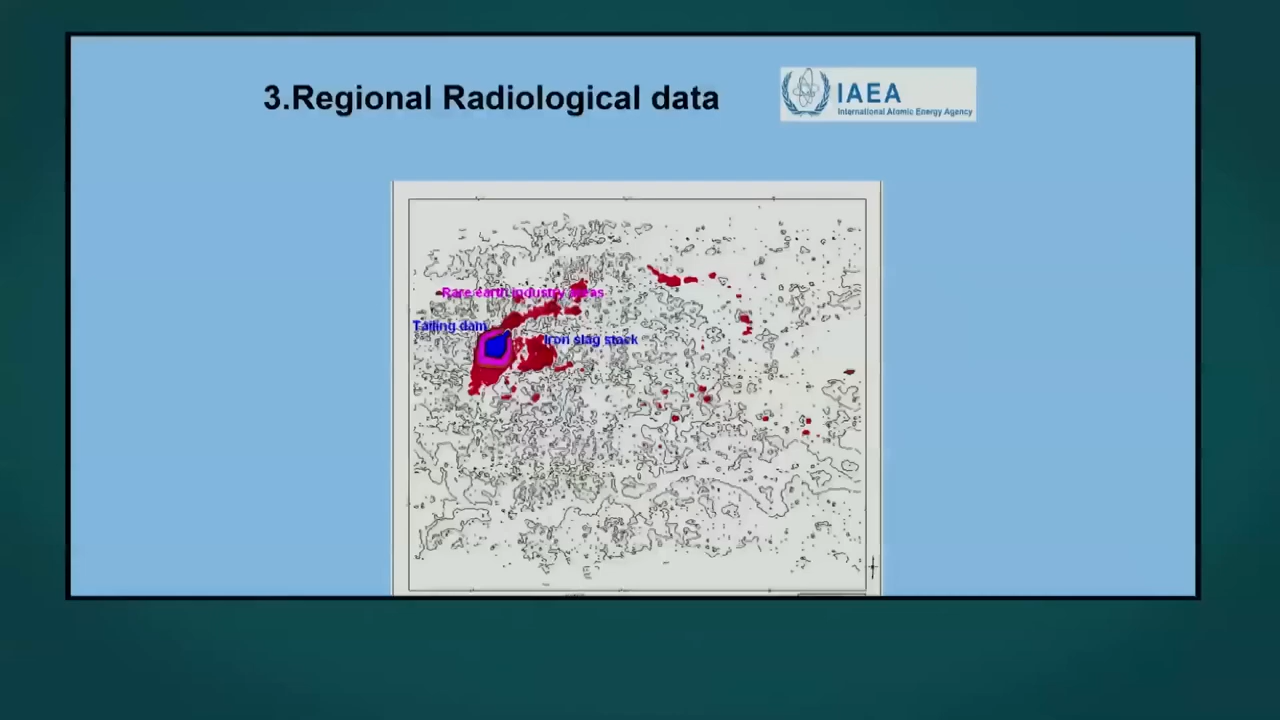 3.Regional Radiological data
IAEA
International Atomic Energy Agency
Rare earth industry areas
Tailing dam
Iron slag stack